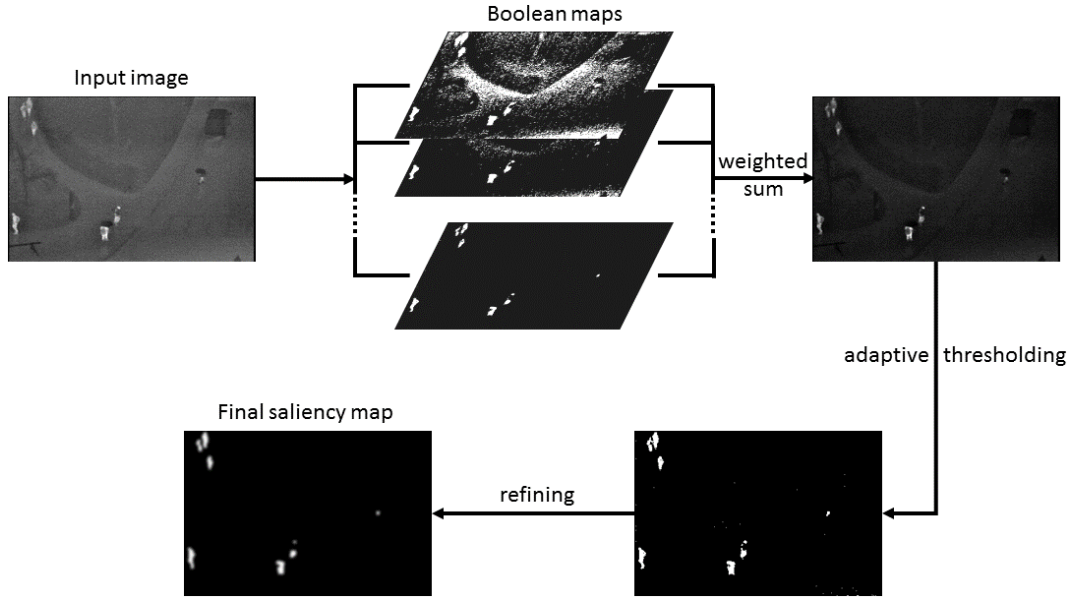 Boolean maps
Input image
weighted
sum
adaptive thresholding
Final saliency map
refining